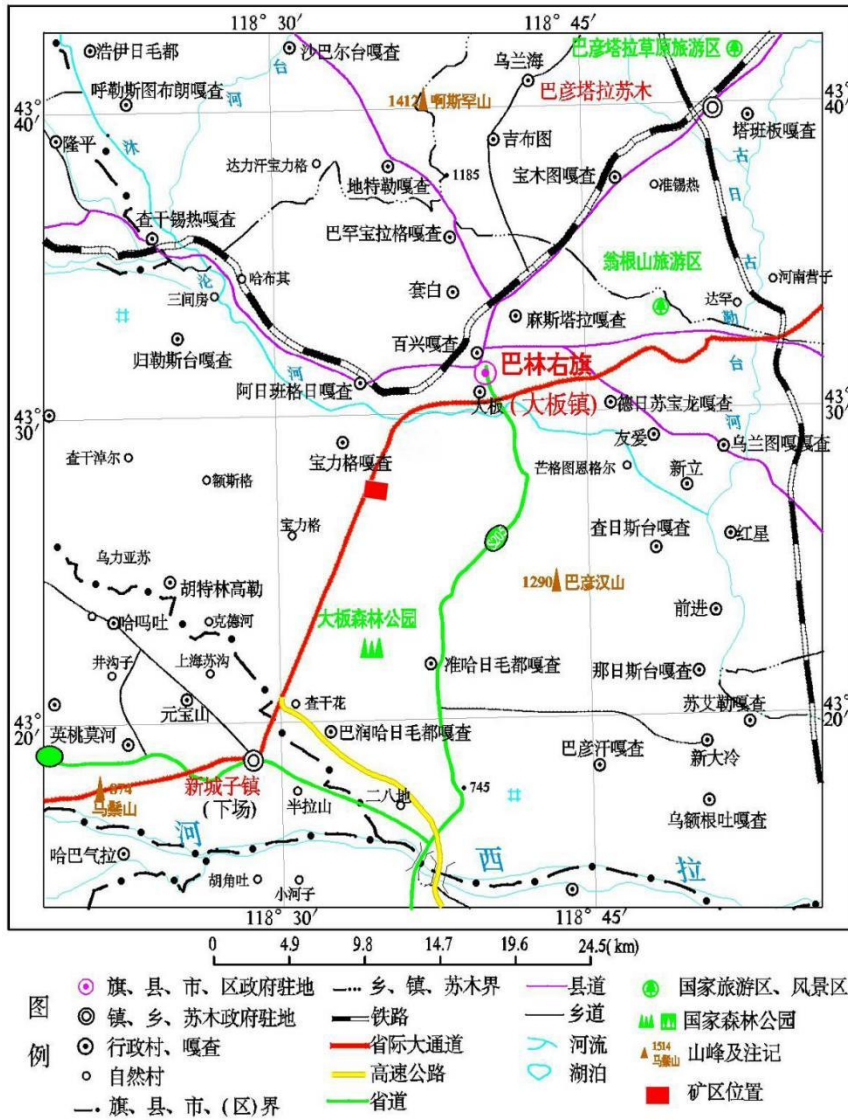 118° 30′
118° 45′
浩伊日毛都
沙巴尔台嘎查
乌兰海
巴彦塔拉草原旅游区
台
呼勒斯图布朗嘎查
河
1412
啊斯罕山
巴彦塔拉苏木
43°
40′
43°
40′
沐
隆平
吉布图
塔班板嘎查
古
达力汗宝力格
地特勒嘎查
1185
宝木图嘎查
准锡热
日
查干锡热嘎查
巴罕宝拉格嘎查
古
沦
哈布其
翁根山旅游区
河南营子
三间房
套白
达罕
勒
麻斯塔拉嘎查
归勒斯台嘎查
百兴嘎查
台
河
巴林右旗
阿日班格日嘎查
大板
(大板镇)
德日苏宝龙嘎查
河
43°
30′
43°
30′
友爱
乌兰图嘎嘎查
宝力格嘎查
查干淖尔
芒格图恩格尔
新立
额斯格
宝力格
S205
查日斯台嘎查
红星
乌力亚苏
胡特林高勒
1290
巴彦汉山
哈吗吐
克德河
大板森林公园
前进
井沟子
上海苏沟
准哈日毛都嘎查
那日斯台嘎查
元宝山
查干花
苏艾勒嘎查
43°
20′
43°
20′
英桃莫河
巴润哈日毛都嘎查
巴彦汗嘎查
新大冷
新城子镇
(下场)
874
马鬃山
半拉山
二八地
745
乌额根吐嘎查
河
西
拉
哈巴气拉
胡角吐
小河子
118° 30′
118° 45′
0 4.9 9.8 14.7 19.6 24.5(km)
图例
旗、县、市、区政府驻地
镇、乡、苏木政府驻地
行政村、嘎查
自然村
旗、县、市、(区)界
乡、镇、苏木界
铁路
省际大通道
高速公路
省道
县道
乡道
河流
湖泊
国家旅游区、风景区
国家森林公园
1514
马鬃山
山峰及注记
矿区位置